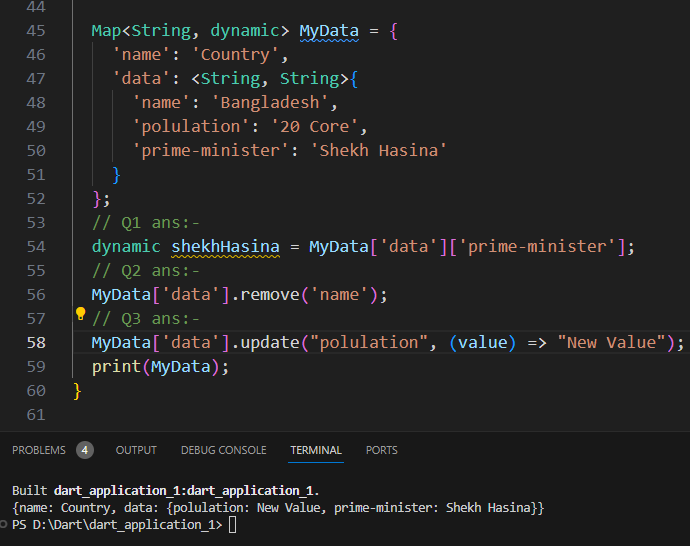 44
45 Map<String, dynamic> MyData = {
46 'name': 'Country',
47 'data': <String, String>{
48 'name': 'Bangladesh',
49 'polulation': '20 Core',
50 'prime-minister': 'Shekh Hasina'
51 }
52 };
53 // Q1 ans:-
54 dynamic shekhHasina = MyData['data']['prime-minister'];
55 // Q2 ans:-
56 MyData['data'].remove('name');
57 // Q3 ans:-
58 MyData['data'].update("polulation", (value) => "New Value");
59 print(MyData);
60 }
61
PROBLEMS 4 OUTPUT DEBUG CONSOLE TERMINAL PORTS
Built dart_application_1:dart_application_1.
{name: Country, data: {polulation: New Value, prime-minister: Shekh Hasina}}
PS D:\Dart\dart_application_1>